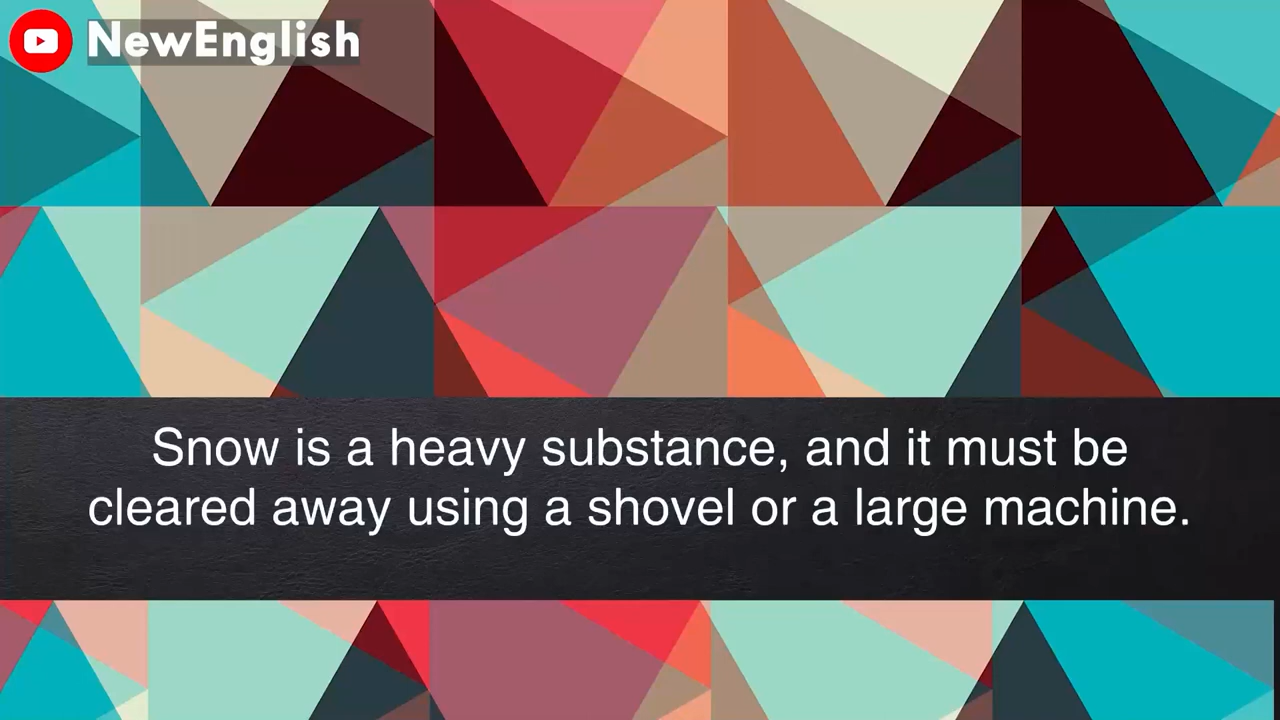 NewEnglish
Snow is a heavy substance, and it must be
cleared away using a shovel or a large machine.